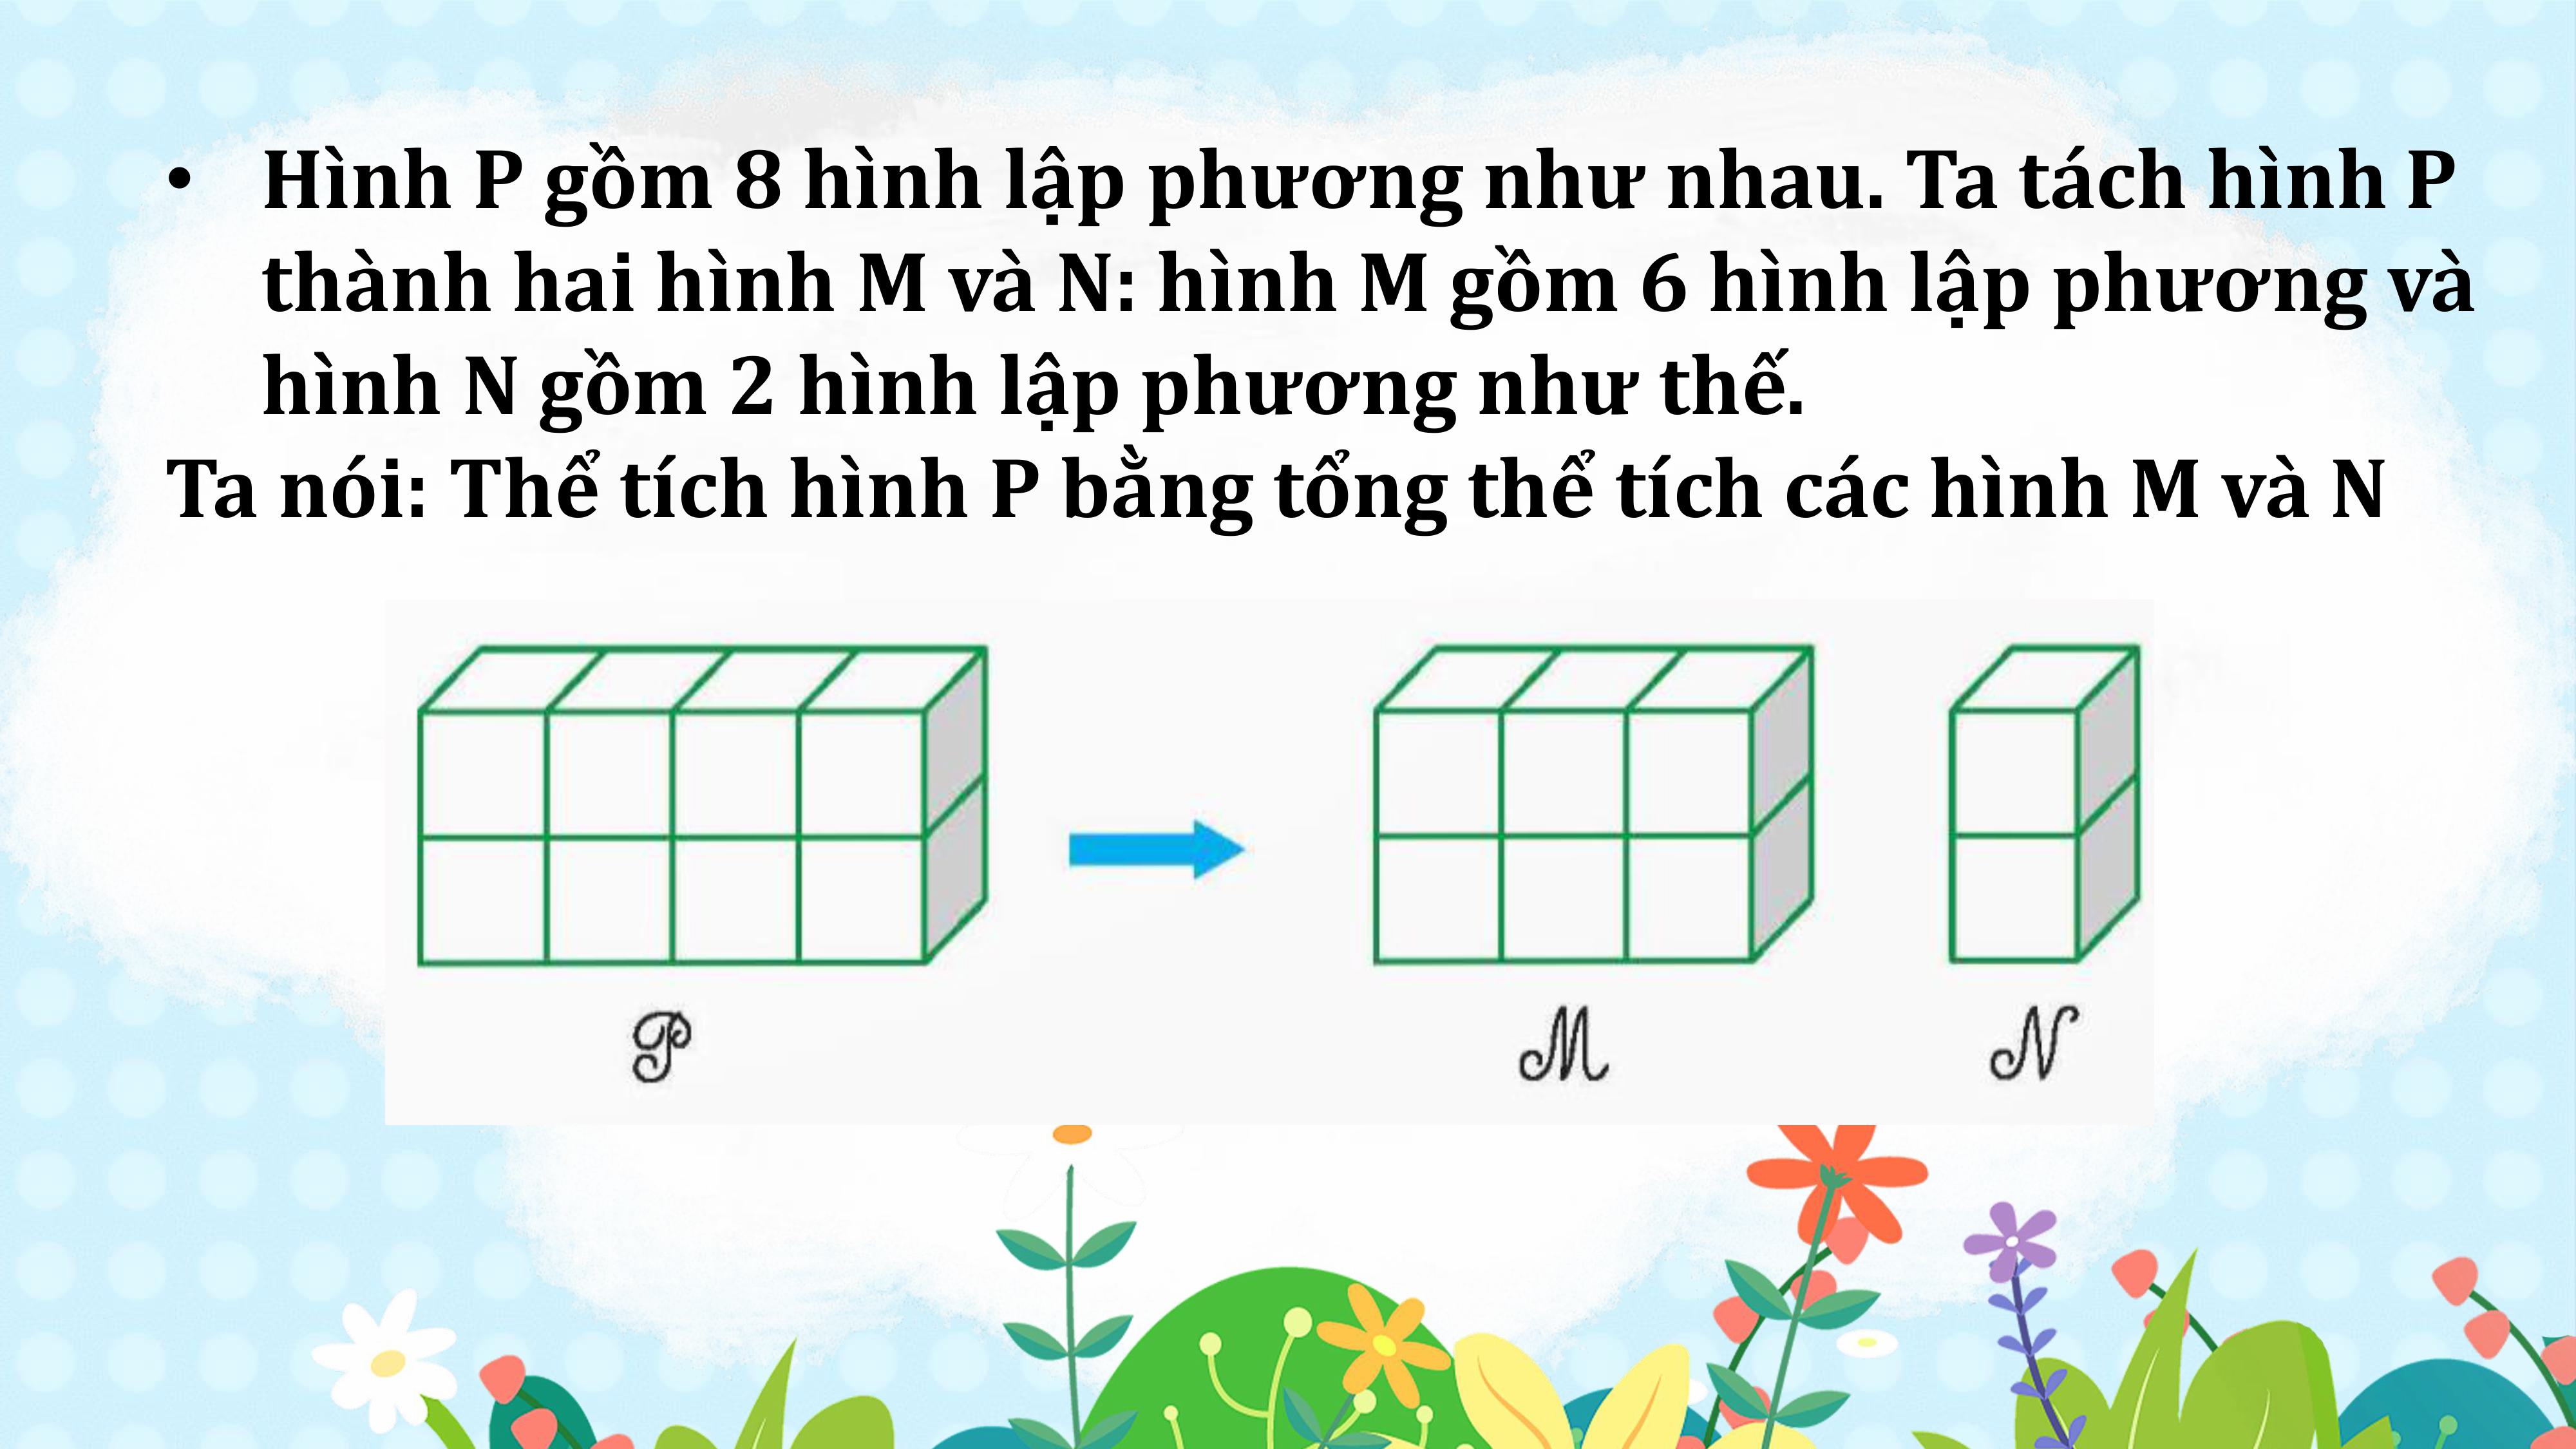 • Hình P gồm 8 hình lập phương như nhau. Ta tách hình P
thành hai hình M và N: hình M gồm 6 hình lập phương và
hình N gồm 2 hình lập phương như thế.
Ta nói: Thể tích hình P bằng tổng thể tích các hình M và N
P M N